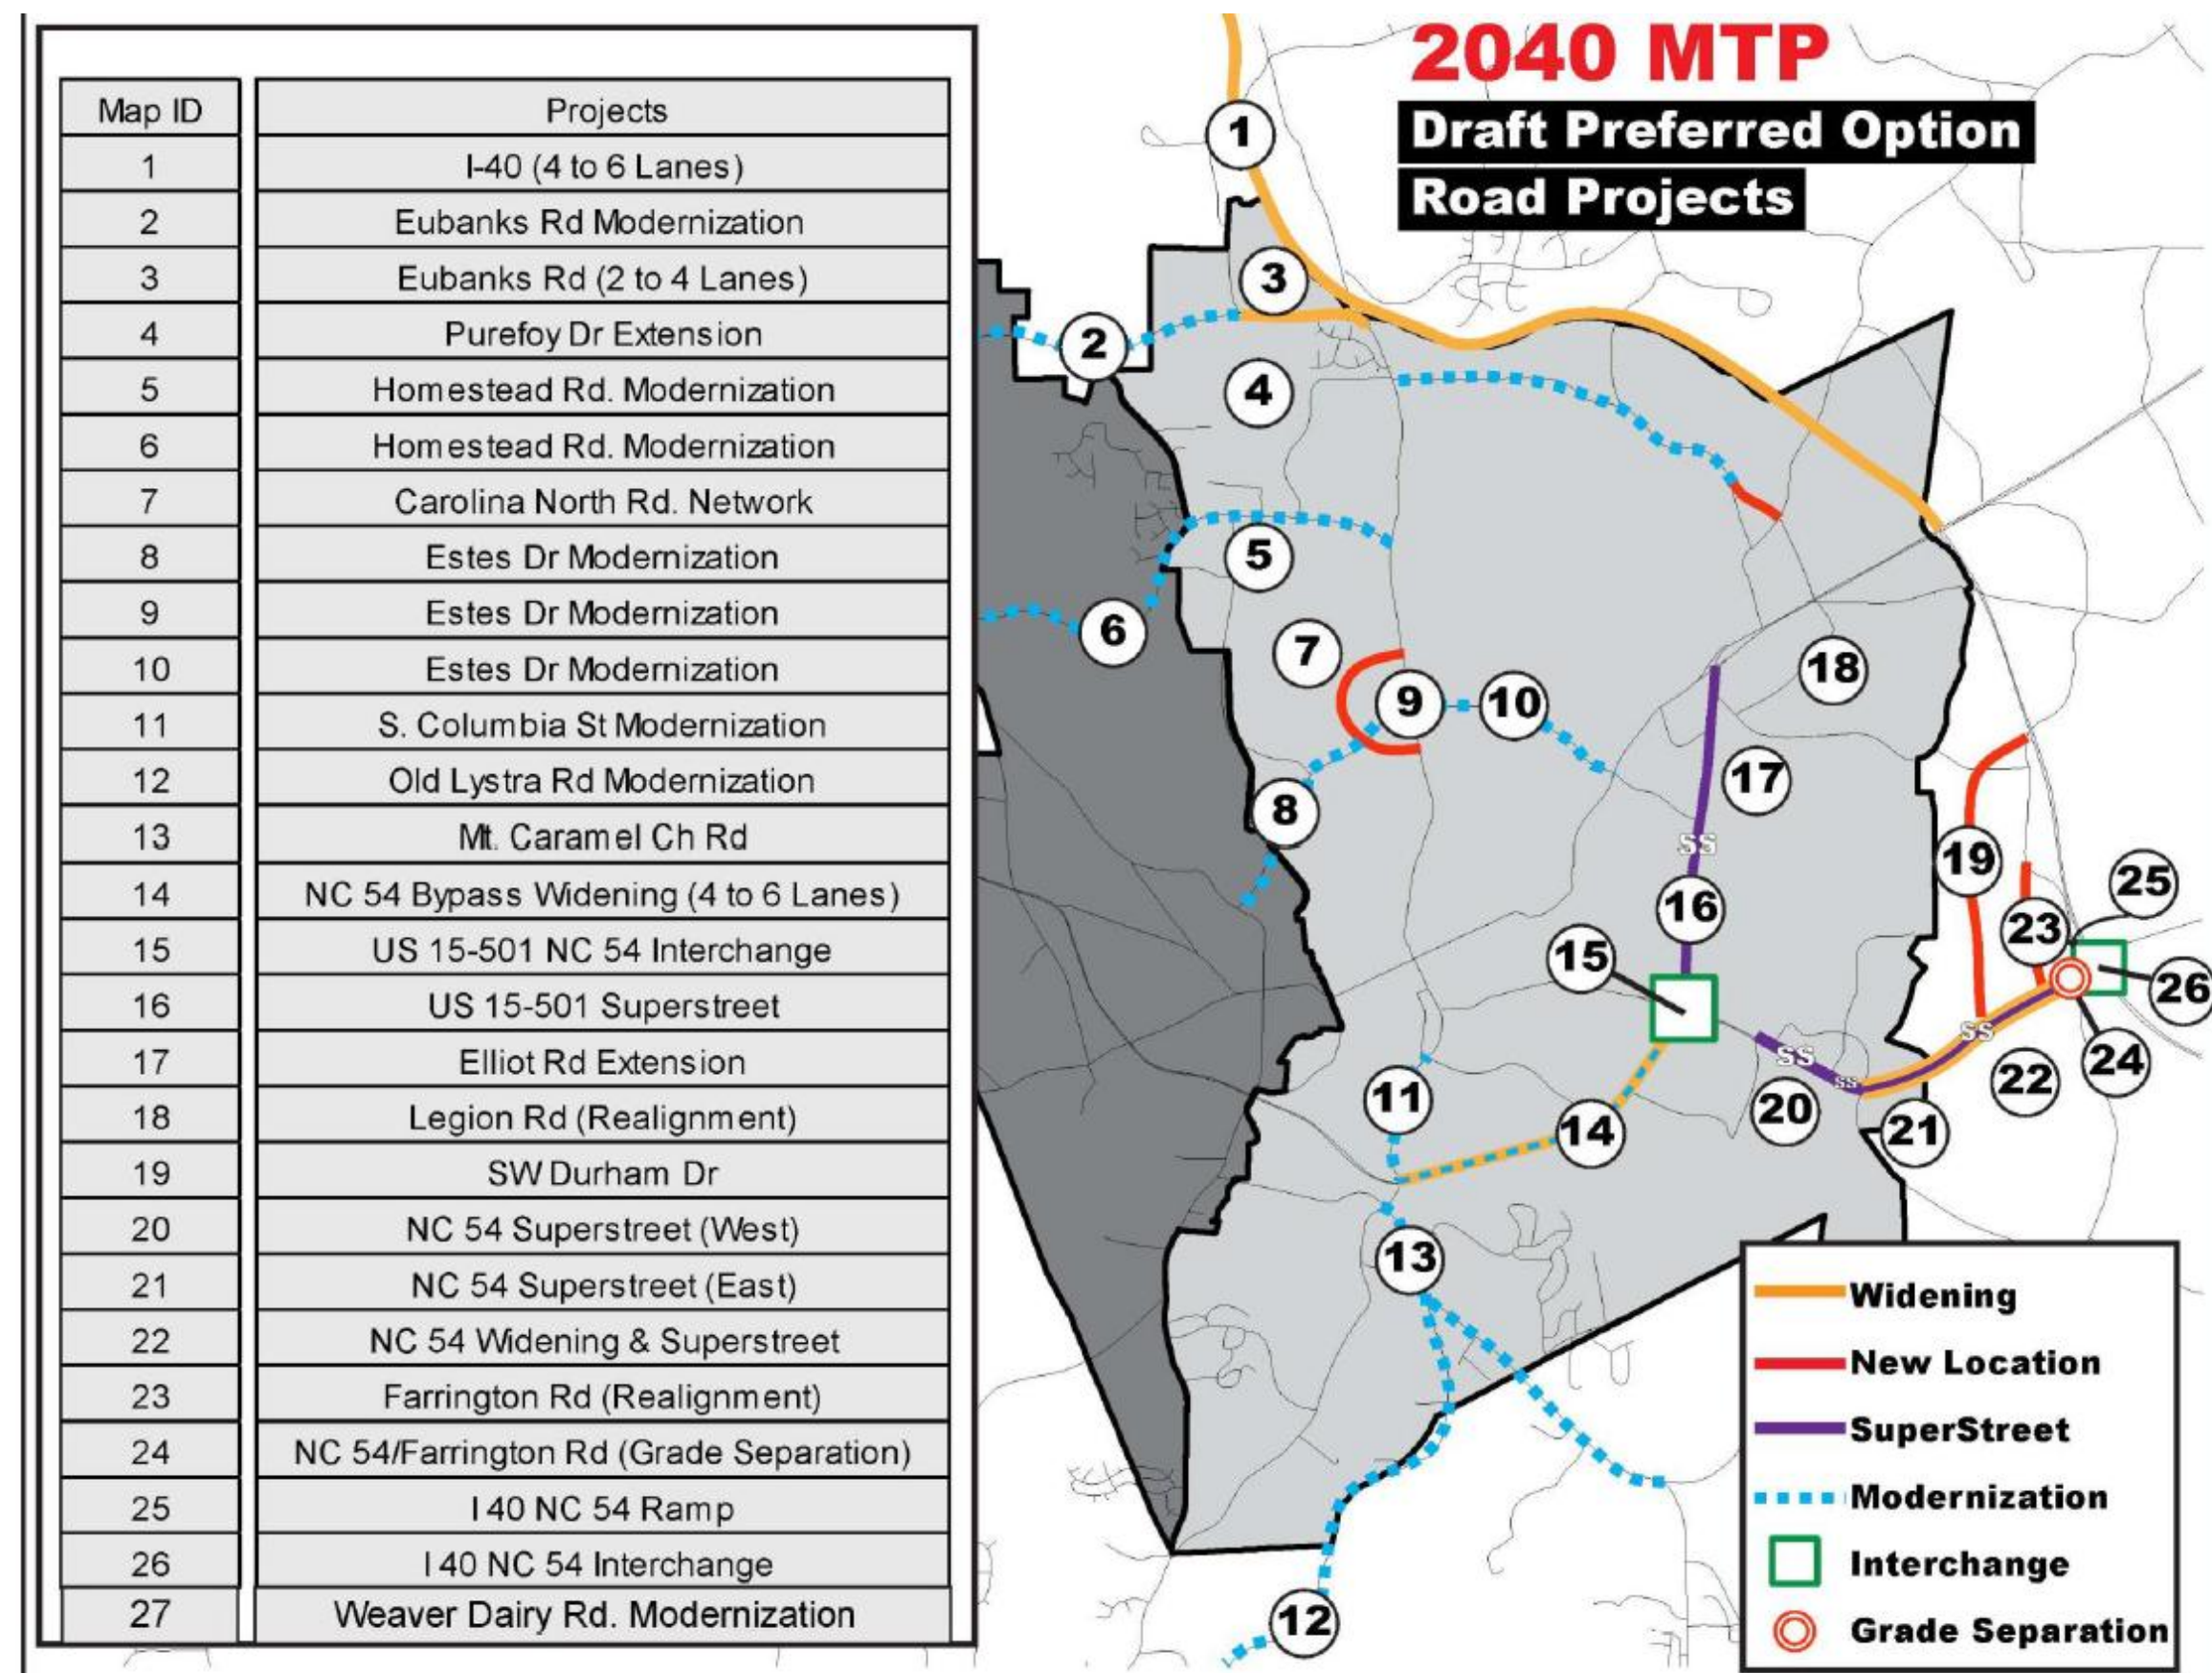 Map ID Projects
1 I-40 (4 to 6 Lanes)
2 Eubanks Rd Modernization
3 Eubanks Rd (2 to 4 Lanes)
4 Purefoy Dr Extension
5 Homestead Rd. Modernization
6 Homestead Rd. Modernization
7 Carolina North Rd. Network
8 Estes Dr Modernization
9 Estes Dr Modernization
10 Estes Dr Modernization
11 S. Columbia St Modernization
12 Old Lystra Rd Modernization
13 Mt. Caramel Ch Rd
14 NC 54 Bypass Widening (4 to 6 Lanes)
15 US 15-501 NC 54 Interchange
16 US 15-501 Superstreet
17 Elliot Rd Extension
18 Legion Rd (Realignment)
19 SW Durham Dr
20 NC 54 Superstreet (West)
21 NC 54 Superstreet (East)
22 NC 54 Widening & Superstreet
23 Farrington Rd (Realignment)
24 NC 54/Farrington Rd (Grade Separation)
25 I 40 NC 54 Ramp
26 I 40 NC 54 Interchange
27 Weaver Dairy Rd. Modernization
2040 MTP
Draft Preferred Option
Road Projects
1
3
2
4
5
6
7
9
10
18
17
8
SS
16
19
25
23
15
26
SS
SS
SS
24
22
11
20
14
21
13
12
Widening
New Location
SuperStreet
Modernization
Interchange
Grade Separation